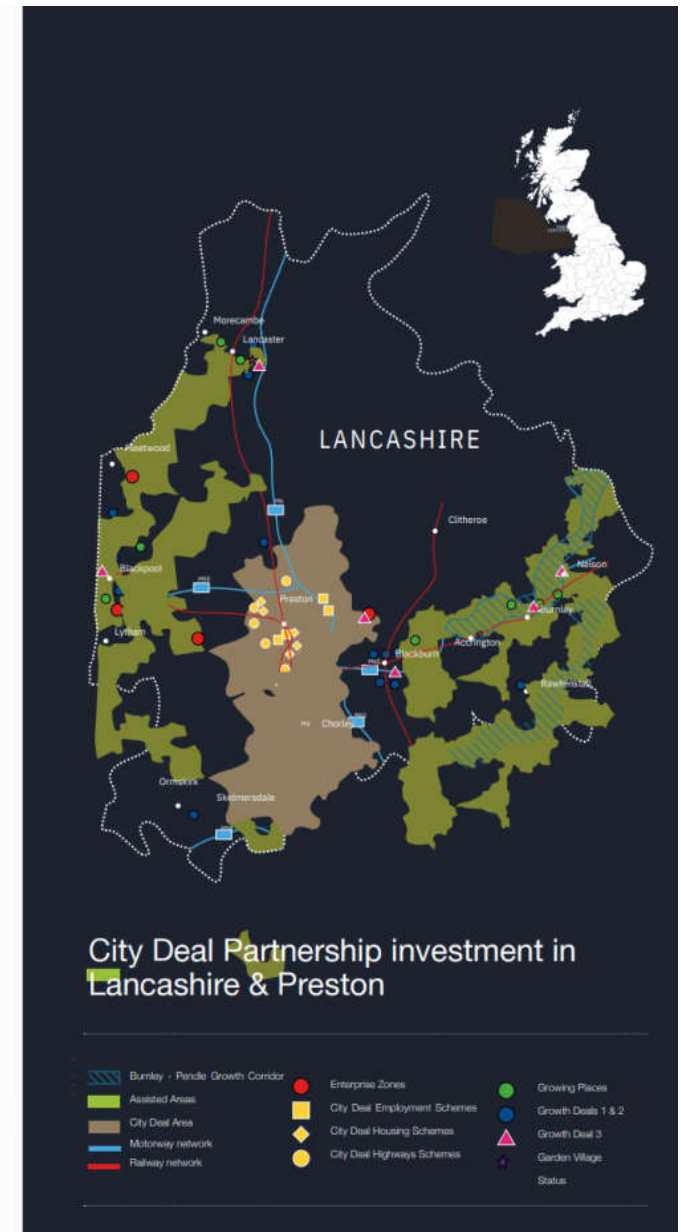 Morecambe
Lancaster
LANCASHIRE
Fleetwood
Clitheroe
Nelson
Blackpool
Preston
Burnley
Lytham
Accrington
Blackburn
Rawtenstall
Chorley
Ormskirk
Skelmersdale
City Deal Partnership investment in
Lancashire & Preston
Burnley - Pendle Growth Corridor
Assisted Areas
City Deal Area
Motorway network
Railway network
Enterprise Zones
City Deal Employment Schemes
City Deal Housing Schemes
City Deal Highways Schemes
Growing Places
Growth Deals 1 & 2
Growth Deal 3
Garden Village
Status